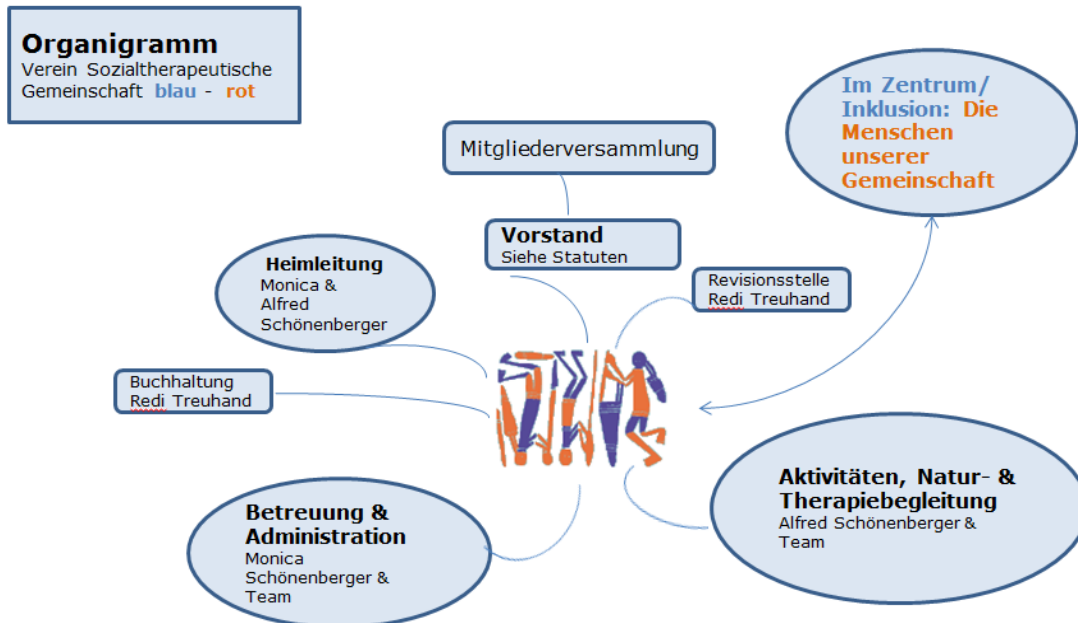 Organigramm
Verein Sozialtherapeutische
Gemeinschaft blau - rot
Im Zentrum/
Inklusion: Die
Menschen
unserer
Gemeinschaft
Mitgliederversammlung
Vorstand
Siehe Statuten
Heimleitung
Monica &
Alfred
Schönenberger
Revisionsstelle
Redi Treuhand
Buchhaltung
Redi Treuhand
Aktivitäten, Natur- &
Therapiebegleitung
Alfred Schönenberger &
Team
Betreuung &
Administration
Monica
Schönenberger &
Team